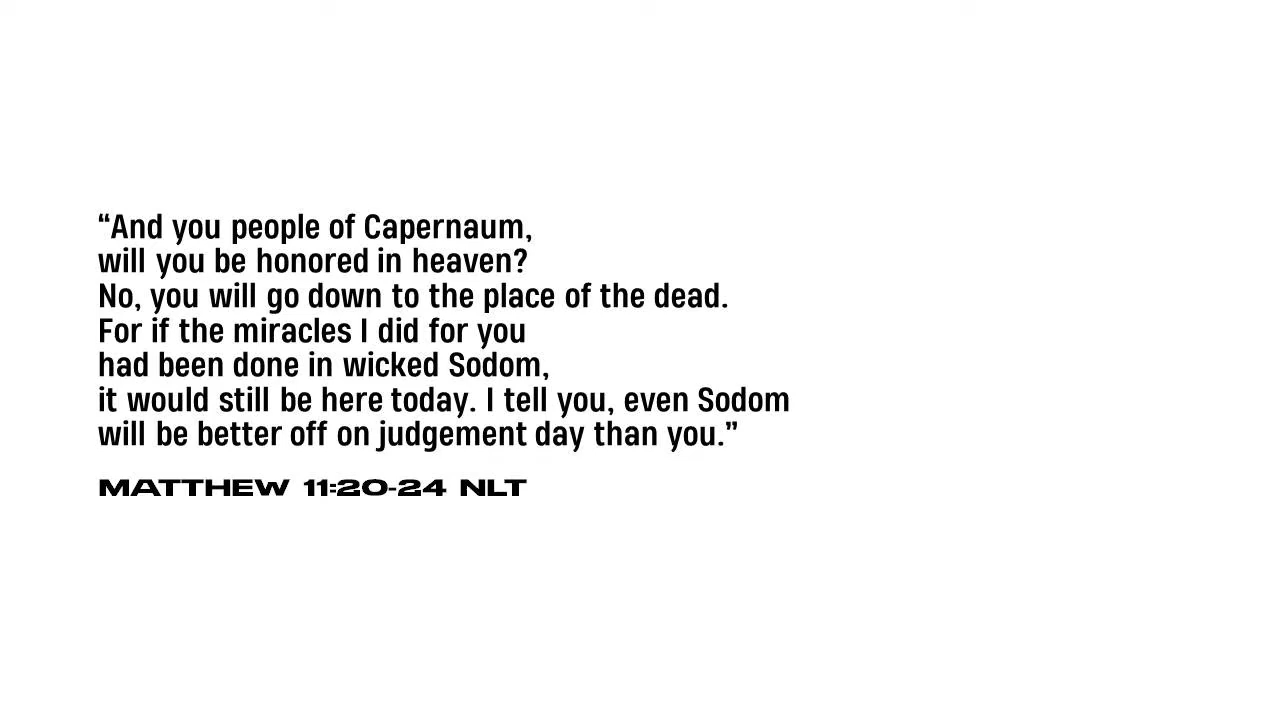 “And you people of Capernaum,
will you be honored in heaven?
No, you will go down to the place of the dead.
For if the miracles I did for you
had been done in wicked Sodom,
it would still be here today. I tell you, even Sodom
will be better off on judgement day than you.”
MATTHEW 11:20-24 NLT